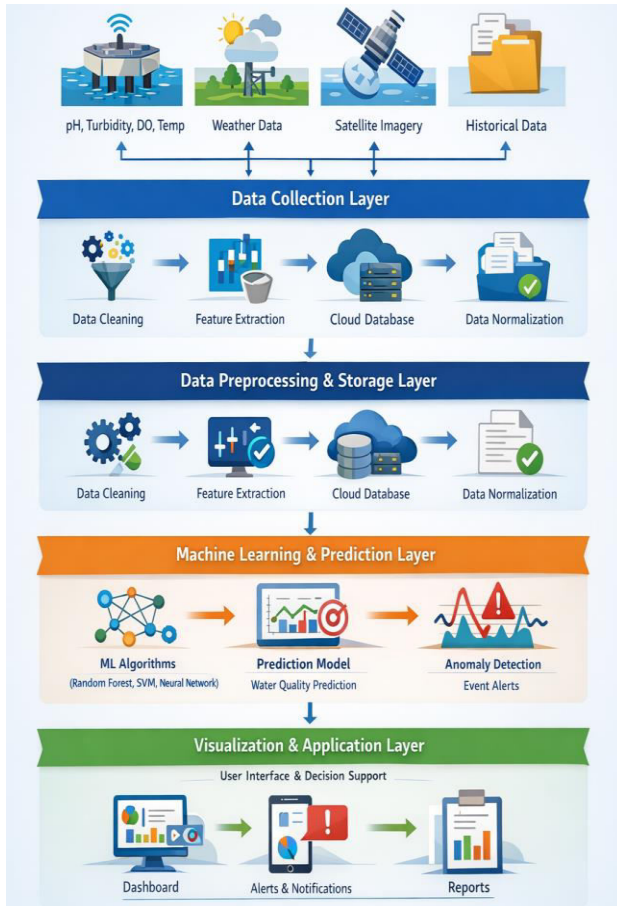 pH, Turbidity, DO, Temp
Weather Data
Satellite Imagery
Historical Data
Data Collection Layer
Data Cleaning
Feature Extraction
Cloud Database
Data Normalization
Data Preprocessing & Storage Layer
Data Cleaning
Feature Extraction
Cloud Database
Data Normalization
Machine Learning & Prediction Layer
ML Algorithms
(Random Forest, SVM, Neural Network)
Prediction Model
Water Quality Prediction
Anomaly Detection
Event Alerts
Visualization & Application Layer
User Interface & Decision Support
Dashboard
Alerts & Notifications
Reports